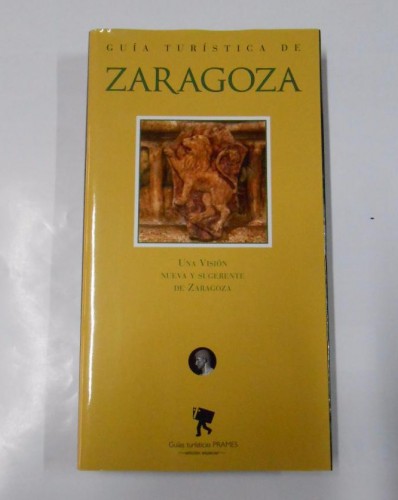 GUÍA TURÍSTICA DE
ZARAGOZA
UNA VISIÓN
NUEVA Y SUGERENTE
DE ZARAGOZA
Guías turísticas PRAMES